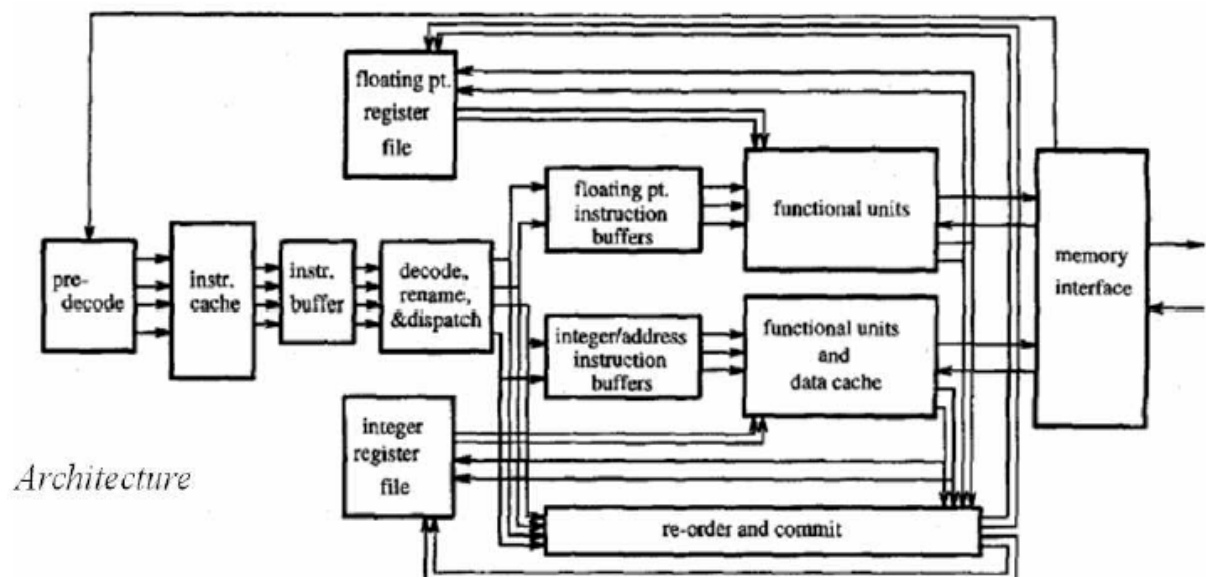 floating pt.
register
file
pre-
decode
instr.
cache
instr.
buffer
decode,
rename,
&dispatch
floating pt.
instruction
buffers
functional units
memory
interface
integer/address
instruction
buffers
functional units
and
data cache
integer
register
file
Architecture
re-order and commit